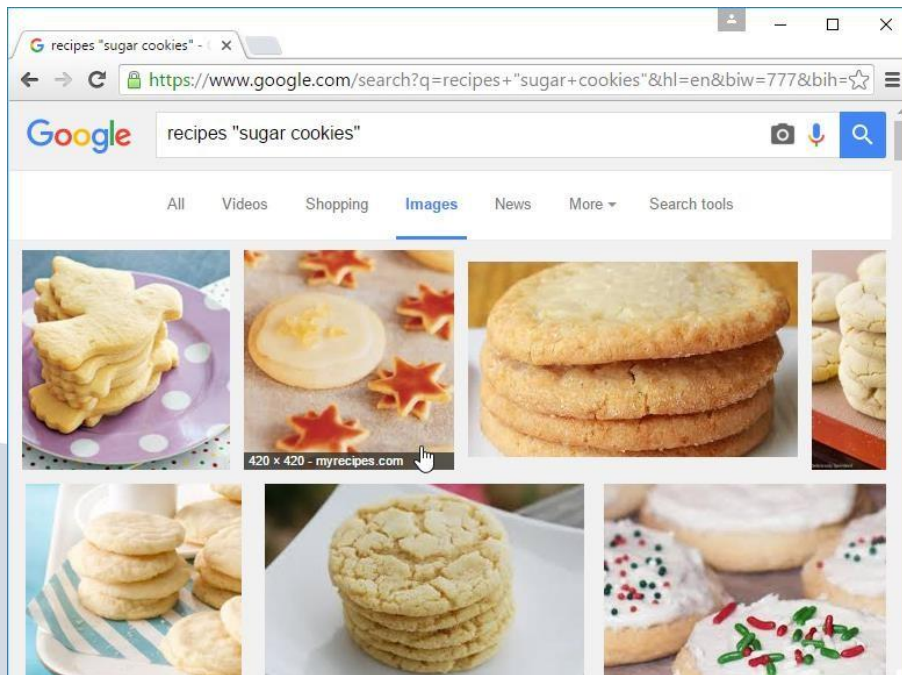 recipes "sugar cookies" -
https://www.google.com/search?q=recipes+"sugar+cookies"&hl=en&biw=777&bih=
Google
recipes "sugar cookies"
All Videos Shopping Images News More Search tools
420 × 420 - myrecipes.com